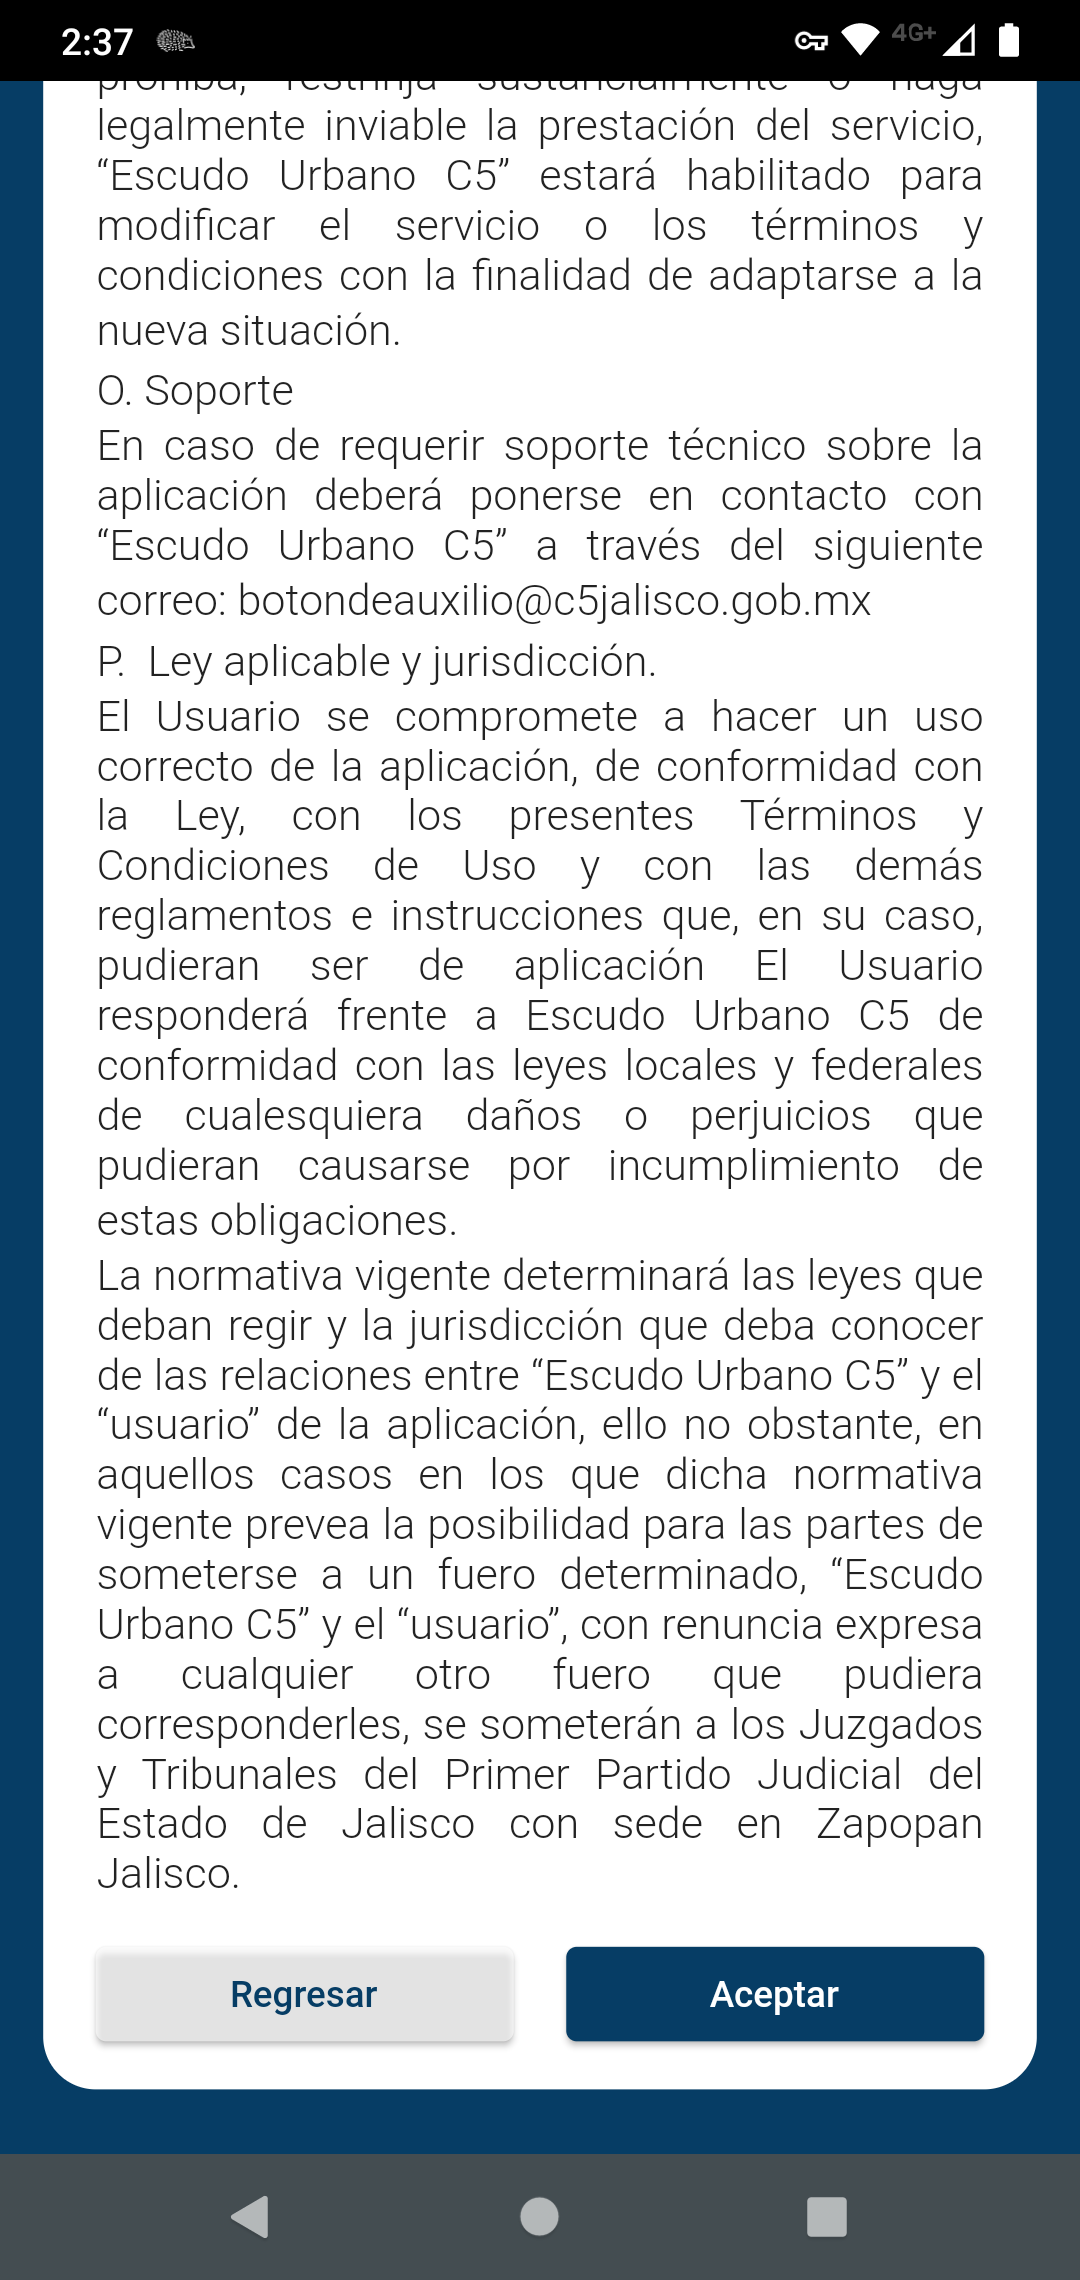 2:37
4G+
prohiba, restrinja sustancialmente o haga
legalmente inviable la prestación del servicio,
“Escudo Urbano C5” estará habilitado para
modificar el servicio o los términos y
condiciones con la finalidad de adaptarse a la
nueva situación.
O. Soporte
En caso de requerir soporte técnico sobre la
aplicación deberá ponerse en contacto con
“Escudo Urbano C5” a través del siguiente
correo: botondeauxilio@c5jalisco.gob.mx
P. Ley aplicable y jurisdicción.
El Usuario se compromete a hacer un uso
correcto de la aplicación, de conformidad con
la Ley, con los presentes Términos y
Condiciones de Uso y con las demás
reglamentos e instrucciones que, en su caso,
pudieran ser de aplicación El Usuario
responderá frente a Escudo Urbano C5 de
conformidad con las leyes locales y federales
de cualesquiera daños o perjuicios que
pudieran causarse por incumplimiento de
estas obligaciones.
La normativa vigente determinará las leyes que
deban regir y la jurisdicción que deba conocer
de las relaciones entre “Escudo Urbano C5” y el
“usuario” de la aplicación, ello no obstante, en
aquellos casos en los que dicha normativa
vigente prevea la posibilidad para las partes de
someterse a un fuero determinado, “Escudo
Urbano C5” y el “usuario”, con renuncia expresa
a cualquier otro fuero que pudiera
corresponderles, se someterán a los Juzgados
y Tribunales del Primer Partido Judicial del
Estado de Jalisco con sede en Zapopan
Jalisco.
Regresar
Aceptar